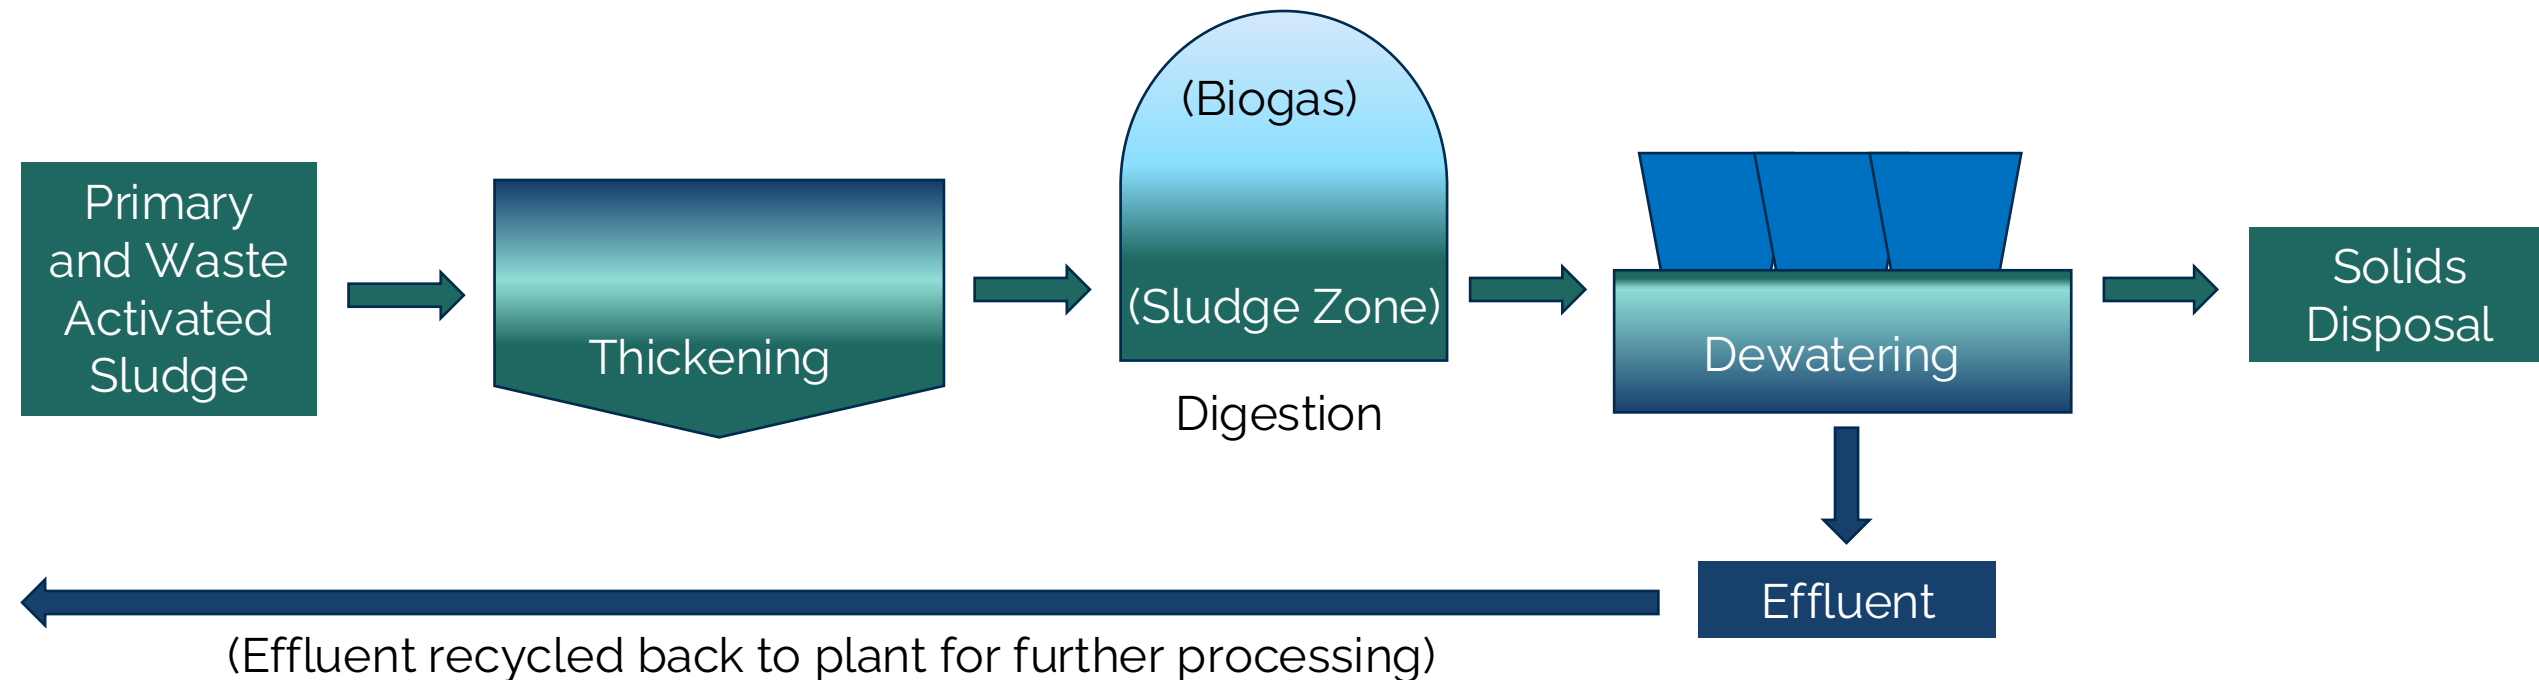 Primary
and Waste
Activated
Sludge
Thickening
(Biogas)
(Sludge Zone)
Digestion
Dewatering
Solids
Disposal
Effluent
(Effluent recycled back to plant for further processing)